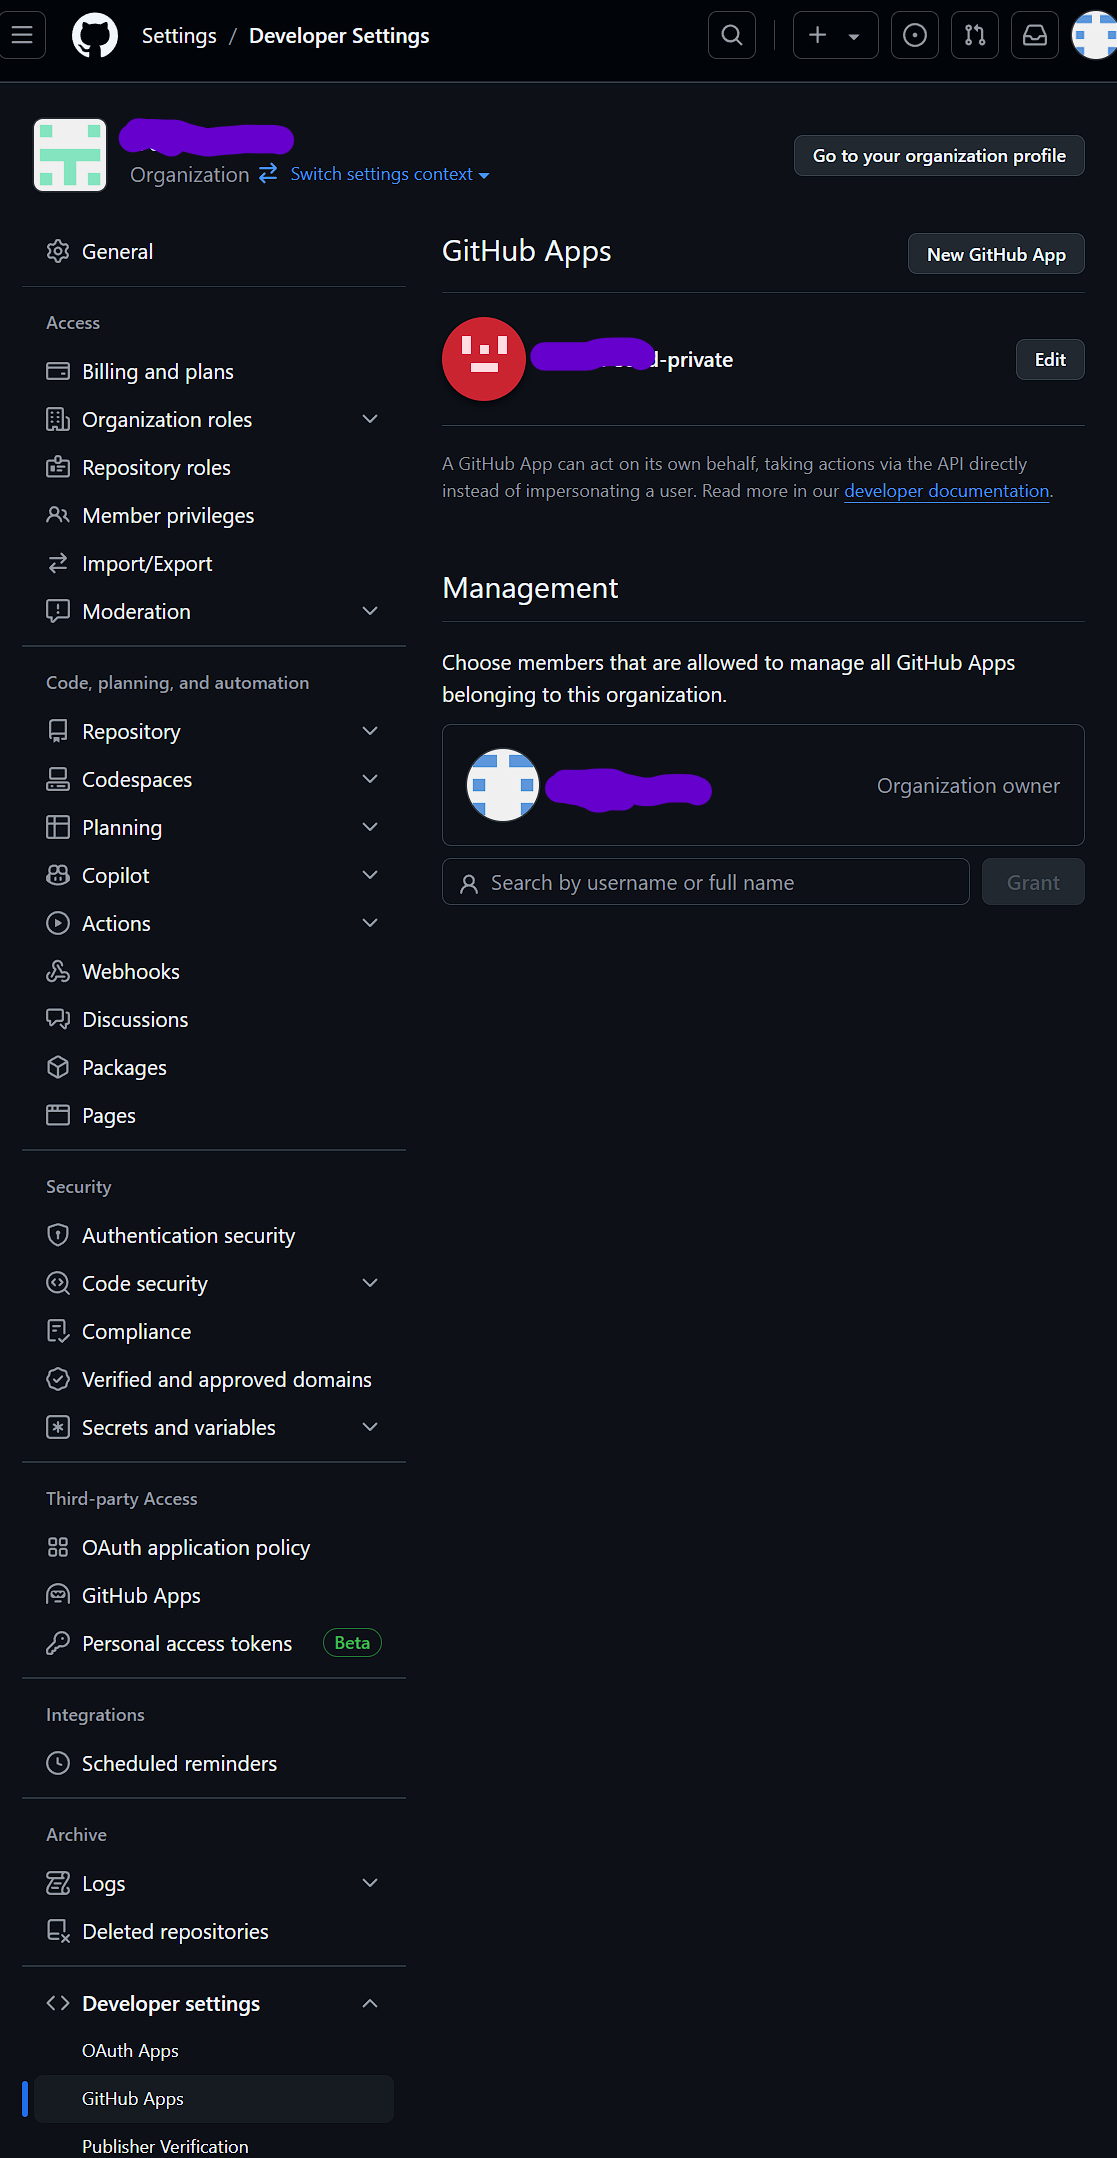 Settings / Developer Settings
Organization Switch settings context
Go to your organization profile
General
Access
Billing and plans
Organization roles
Repository roles
Member privileges
Import/Export
Moderation
Code, planning, and automation
Repository
Codespaces
Planning
Copilot
Actions
Webhooks
Discussions
Packages
Pages
Security
Authentication security
Code security
Compliance
Verified and approved domains
Secrets and variables
Third-party Access
OAuth application policy
GitHub Apps
Personal access tokens Beta
Integrations
Scheduled reminders
Archive
Logs
Deleted repositories
Developer settings
OAuth Apps
GitHub Apps
Publisher Verification
GitHub Apps
New GitHub App
-private
Edit
A GitHub App can act on its own behalf, taking actions via the API directly
instead of impersonating a user. Read more in our developer documentation.
Management
Choose members that are allowed to manage all GitHub Apps
belonging to this organization.
Organization owner
Search by username or full name
Grant